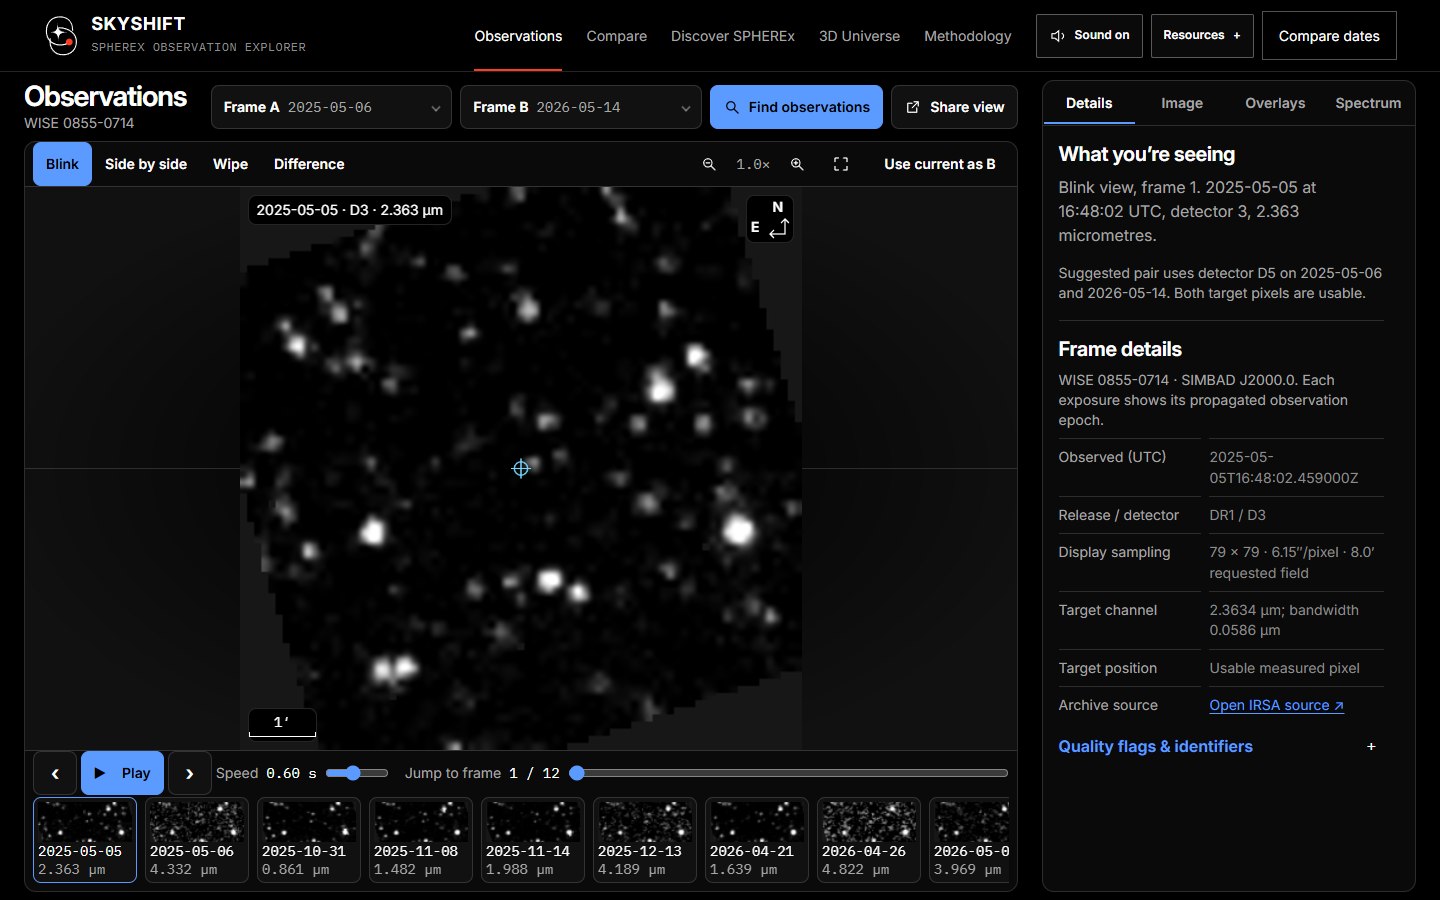 SKYSHIFT
SPHEREX OBSERVATION EXPLORER
Observations
Compare
Discover SPHEREx
3D Universe
Methodology
Sound on
Resources +
Compare dates
Observations
WISE 0855-0714
Frame A 2025-05-06
Frame B 2026-05-14
Find observations
Share view
Blink
Side by side
Wipe
Difference
1.0×
Use current as B
2025-05-05 · D3 · 2.363 µm
N
E
1′
‹
Play
›
Speed 0.60 s
Jump to frame 1 / 12
2025-05-05
2.363 µm
2025-05-06
4.332 µm
2025-10-31
0.861 µm
2025-11-08
1.482 µm
2025-11-14
1.988 µm
2025-12-13
4.189 µm
2026-04-21
1.639 µm
2026-04-26
4.822 µm
2026-05-0
3.969 µm
Details
Image
Overlays
Spectrum
What you’re seeing
Blink view, frame 1. 2025-05-05 at
16:48:02 UTC, detector 3, 2.363
micrometres.
Suggested pair uses detector D5 on 2025-05-06
and 2026-05-14. Both target pixels are usable.
Frame details
WISE 0855-0714 · SIMBAD J2000.0. Each
exposure shows its propagated observation
epoch.
Observed (UTC)
2025-05-
05T16:48:02.459000Z
Release / detector
DR1 / D3
Display sampling
79 × 79 · 6.15″/pixel · 8.0′
requested field
Target channel
2.3634 µm; bandwidth
0.0586 µm
Target position
Usable measured pixel
Archive source
Open IRSA source ↗
Quality flags & identifiers +